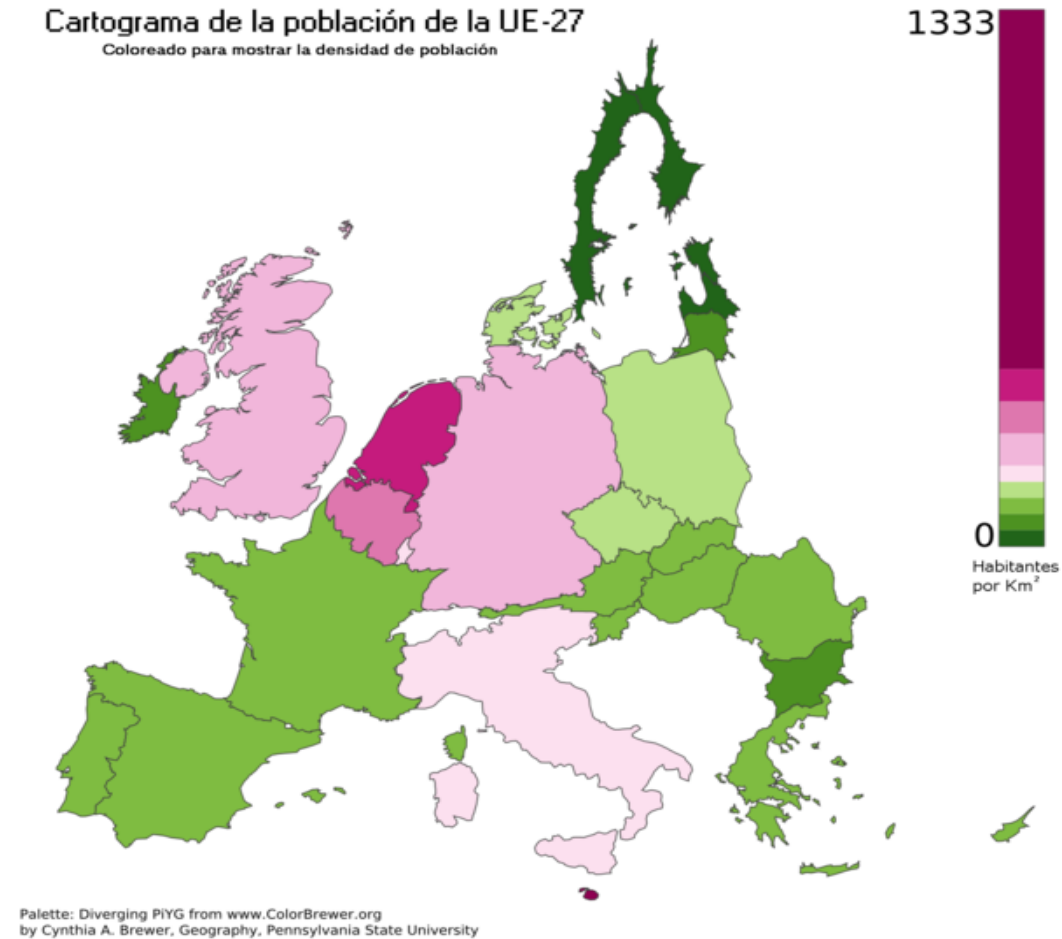 Cartograma de la población de la UE-27
Coloreado para mostrar la densidad de población
1333
0
Habitantes
por Km²
Palette: Diverging PiYG from www.ColorBrewer.org
by Cynthia A. Brewer, Geography, Pennsylvania State University